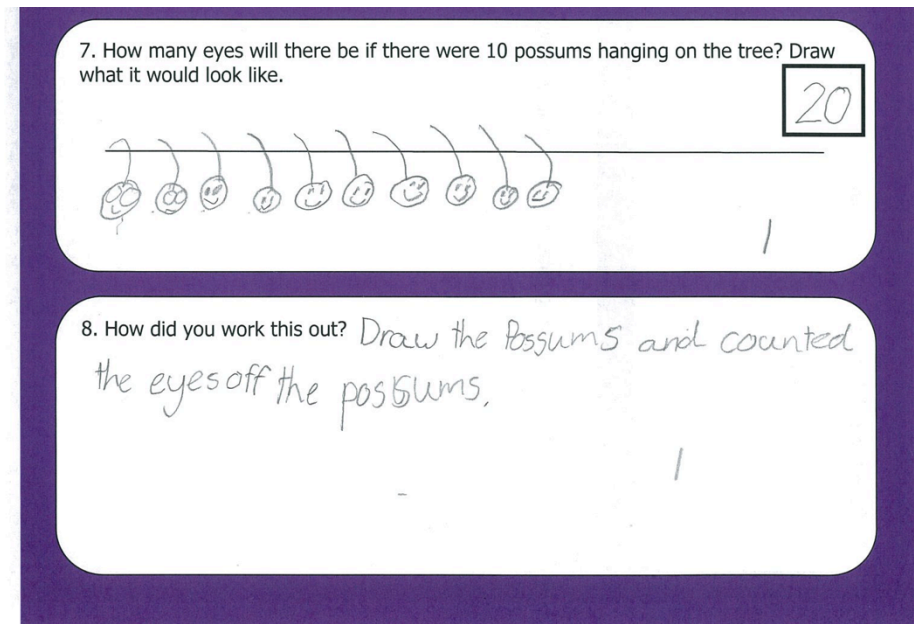 7. How many eyes will there be if there were 10 possums hanging on the tree? Draw
what it would look like.
20
1
8. How did you work this out? Draw the Possums and counted
the eyes off the possums.
1